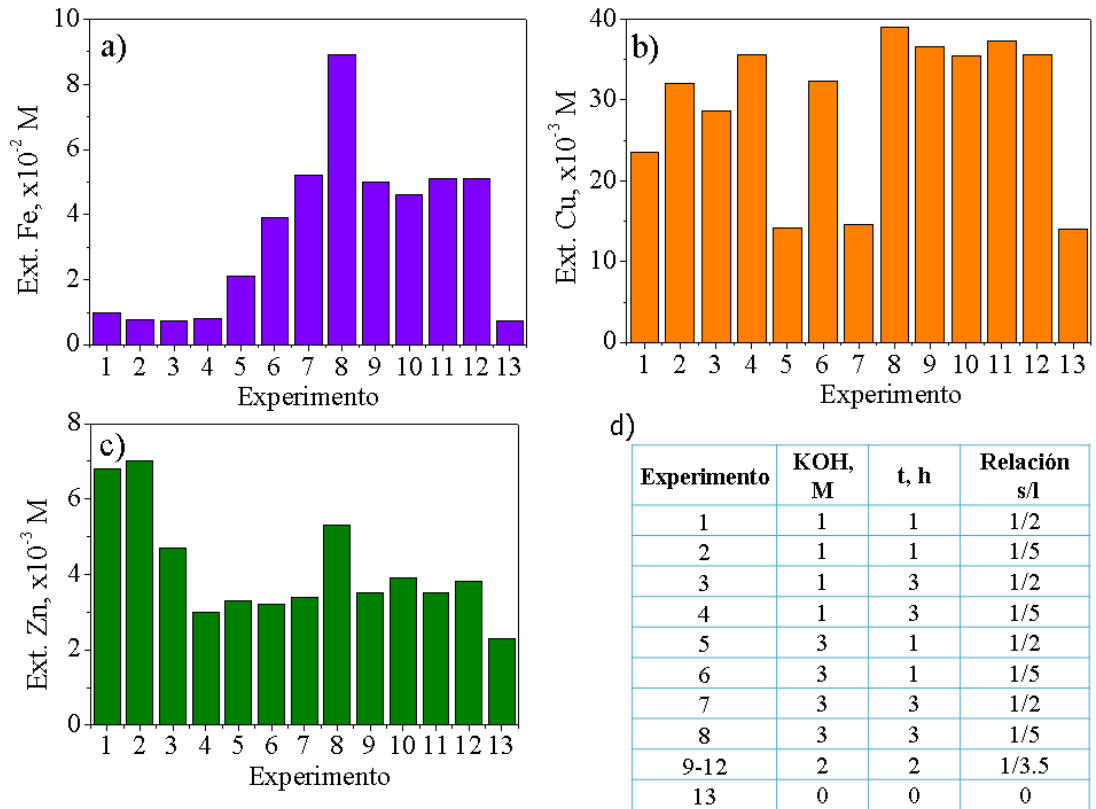 a)
Ext. Fe, x10⁻² M
10
8
6
4
2
0
1 2 3 4 5 6 7 8 9 10 11 12 13
Experimento
b)
Ext. Cu, x10⁻³ M
40
30
20
10
0
1 2 3 4 5 6 7 8 9 10 11 12 13
Experimento
c)
Ext. Zn, x10⁻³ M
8
6
4
2
0
1 2 3 4 5 6 7 8 9 10 11 12 13
Experimento
d)
Experimento KOH, M t, h Relación s/l
1 1 1 1/2
2 1 1 1/5
3 1 3 1/2
4 1 3 1/5
5 3 1 1/2
6 3 1 1/5
7 3 3 1/2
8 3 3 1/5
9-12 2 2 1/3.5
13 0 0 0